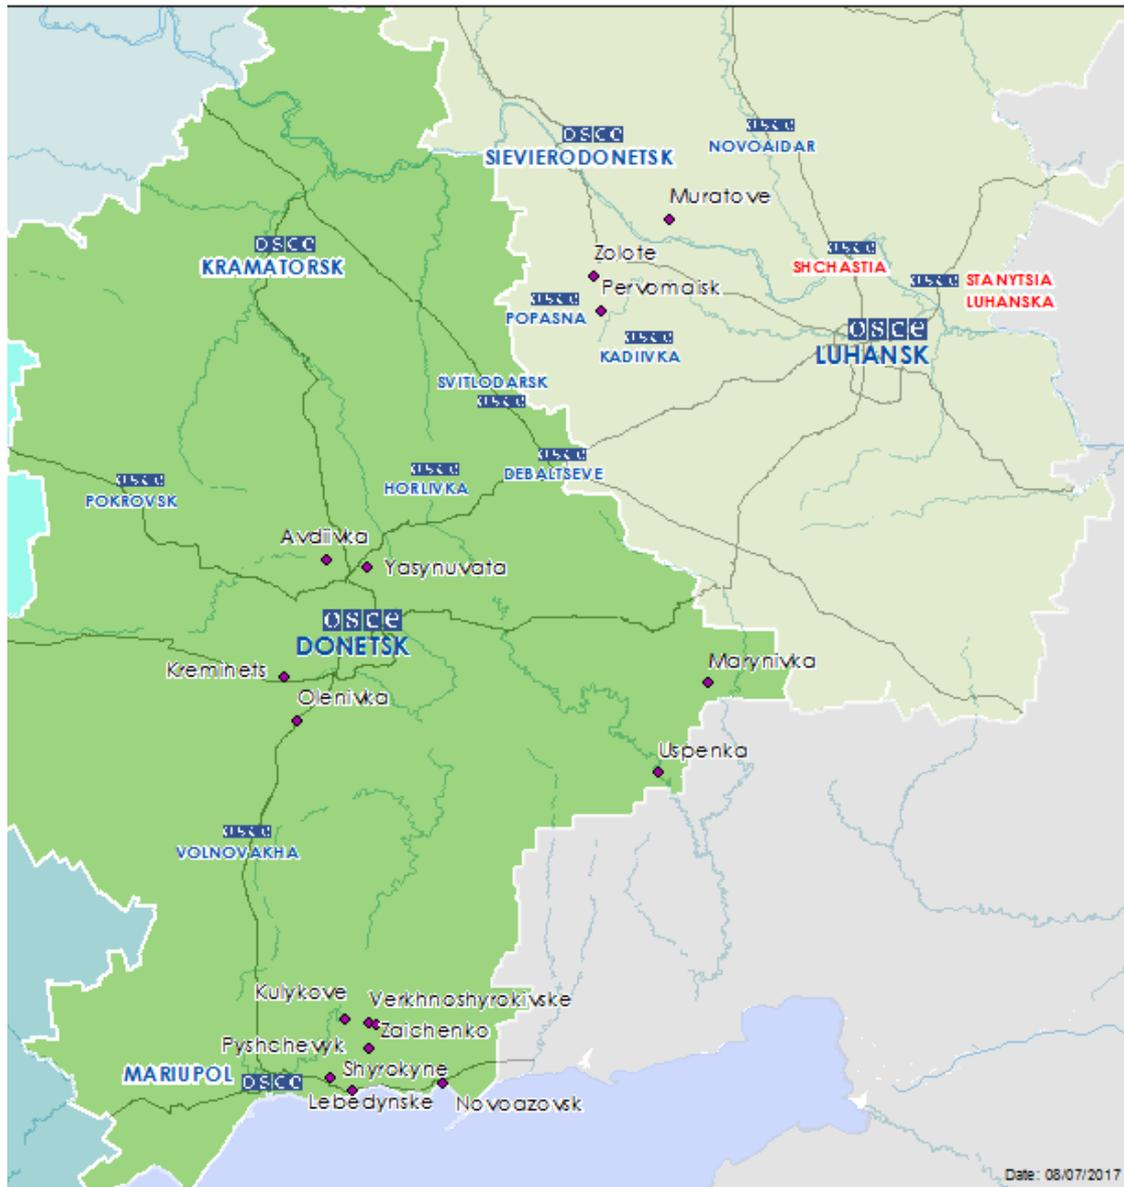 OSCE
SIEVIERODONETSK
OSCE
NOVOAIDAR
Muratove
OSCE
KRAMATORSK
Zolote
OSCE
SHCHASTIA
Pervomaisk
OSCE
POPASNA
OSCE
STANYTSIA
LUHANSKA
OSCE
KADIIVKA
osce
LUHANSK
SVITLODARSK
OSCE
OSCE
DEBALTSEVE
OSCE
HORLIVKA
OSCE
POKROVSK
Avdiivka
Yasynuvata
osce
DONETSK
Kreminets
Olenivka
Marynivka
Uspenka
OSCE
VOLNOVAKHA
Kulykove
Verkhnoshyrokivske
Zaichenko
Pyshchevyk
Shyrokyne
MARIUPOL OSCE
Lebedynske
Novoazovsk
Date: 08/07/2017